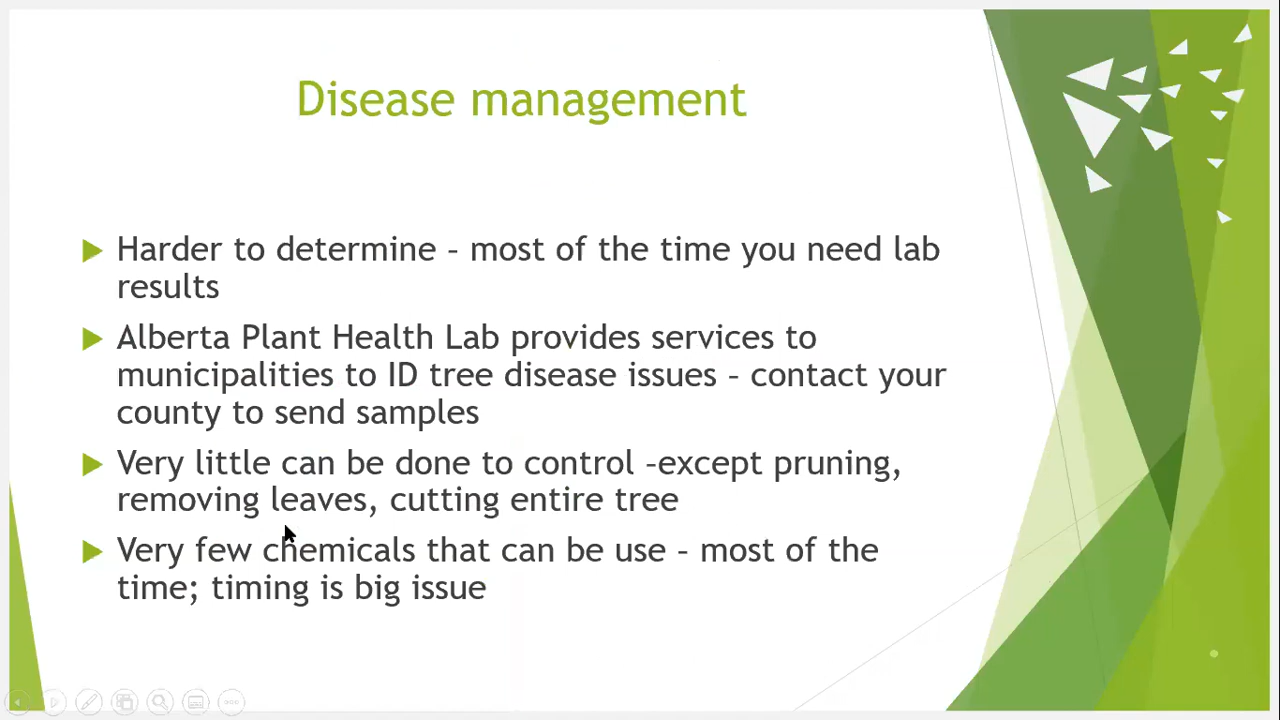 Disease management
Harder to determine – most of the time you need lab
results
Alberta Plant Health Lab provides services to
municipalities to ID tree disease issues – contact your
county to send samples
Very little can be done to control –except pruning,
removing leaves, cutting entire tree
Very few chemicals that can be use – most of the
time; timing is big issue